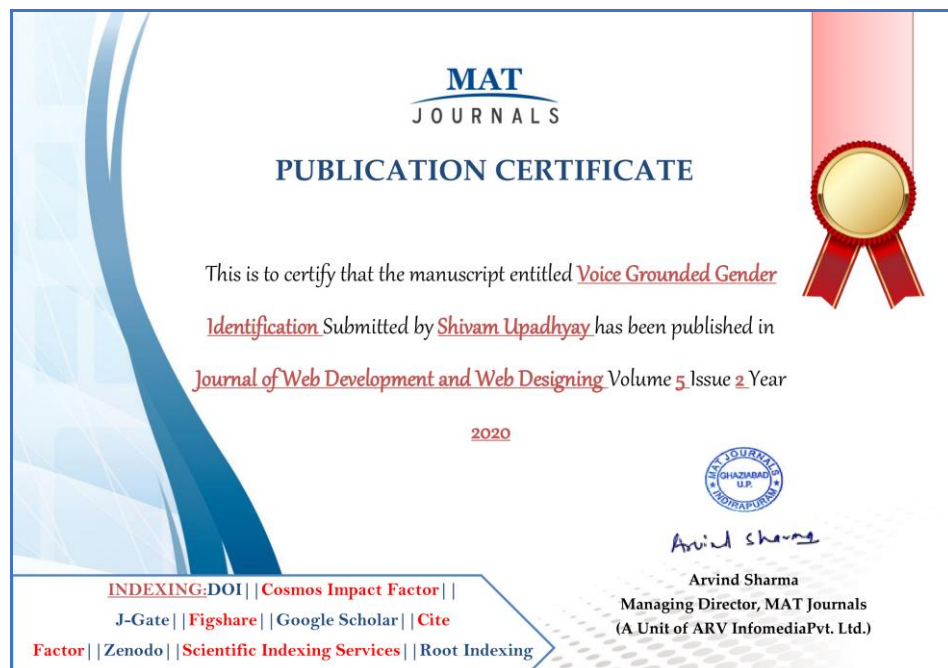 MAT
JOURNALS
PUBLICATION CERTIFICATE
This is to certify that the manuscript entitled Voice Grounded Gender
Identification Submitted by Shivam Upadhyay has been published in
Journal of Web Development and Web Designing Volume 5 Issue 2 Year
2020
MAT JOURNALS
GHAZIABAD
U.P.
INDIRAPURAM
Arvind Sharma
Arvind Sharma
Managing Director, MAT Journals
(A Unit of ARV InfomediaPvt. Ltd.)
INDEXING:DOI||Cosmos Impact Factor||
J-Gate||Figshare||Google Scholar||Cite
Factor||Zenodo||Scientific Indexing Services||Root Indexing